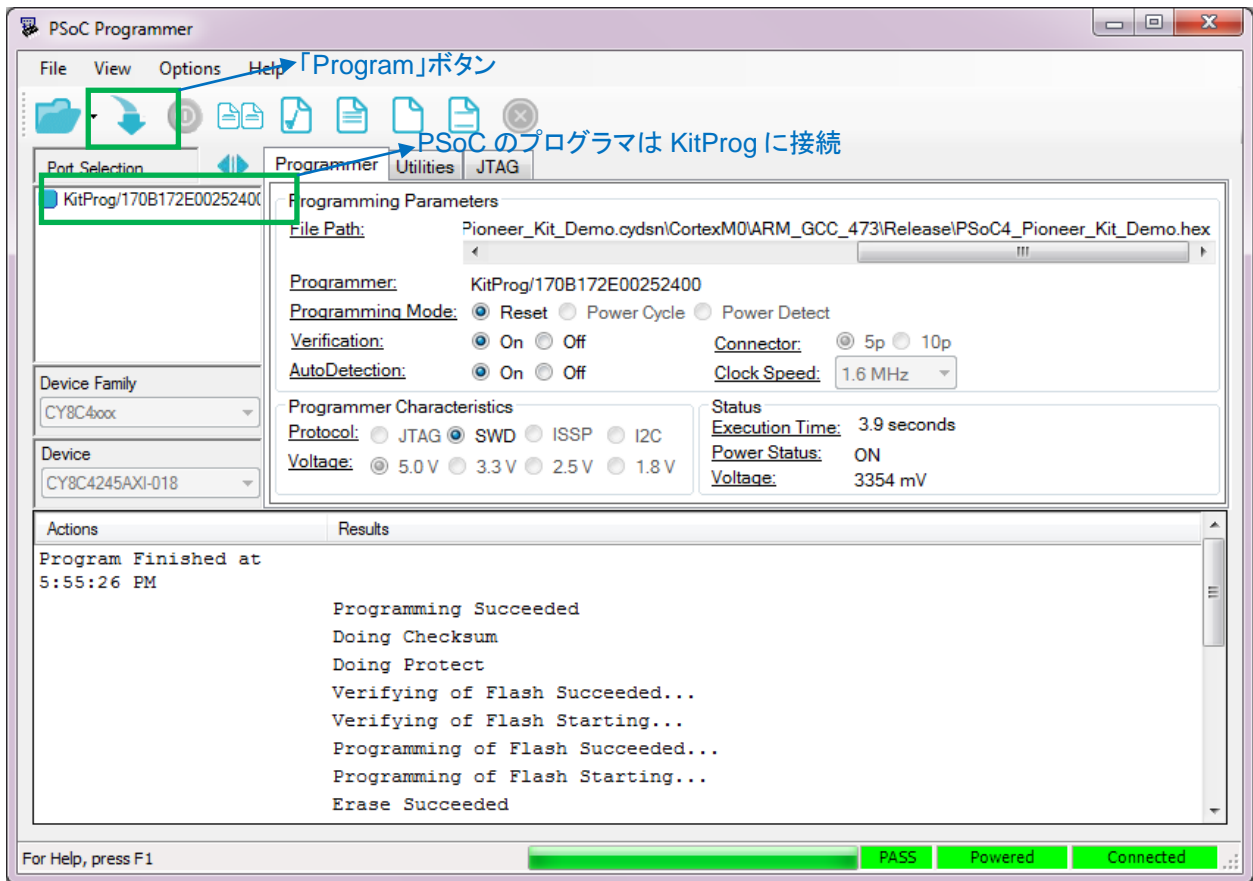 PSoC Programmer
File View Options Help
「Program」ボタン
PSoC のプログラマは KitProg に接続
Port Selection
Programmer Utilities JTAG
KitProg/170B172E00252400
Programming Parameters
File Path: Pioneer_Kit_Demo.cydsn\CortexM0\ARM_GCC_473\Release\PSoC4_Pioneer_Kit_Demo.hex
Programmer: KitProg/170B172E00252400
Programming Mode: Reset Power Cycle Power Detect
Verification: On Off Connector: 5p 10p
AutoDetection: On Off Clock Speed: 1.6 MHz
Device Family
CY8C4xxx
Device
CY8C4245AXI-018
Programmer Characteristics
Protocol: JTAG SWD ISSP I2C
Voltage: 5.0 V 3.3 V 2.5 V 1.8 V
Status
Execution Time: 3.9 seconds
Power Status: ON
Voltage: 3354 mV
Actions Results
Program Finished at
5:55:26 PM
Programming Succeeded
Doing Checksum
Doing Protect
Verifying of Flash Succeeded...
Verifying of Flash Starting...
Programming of Flash Succeeded...
Programming of Flash Starting...
Erase Succeeded
For Help, press F1 PASS Powered Connected